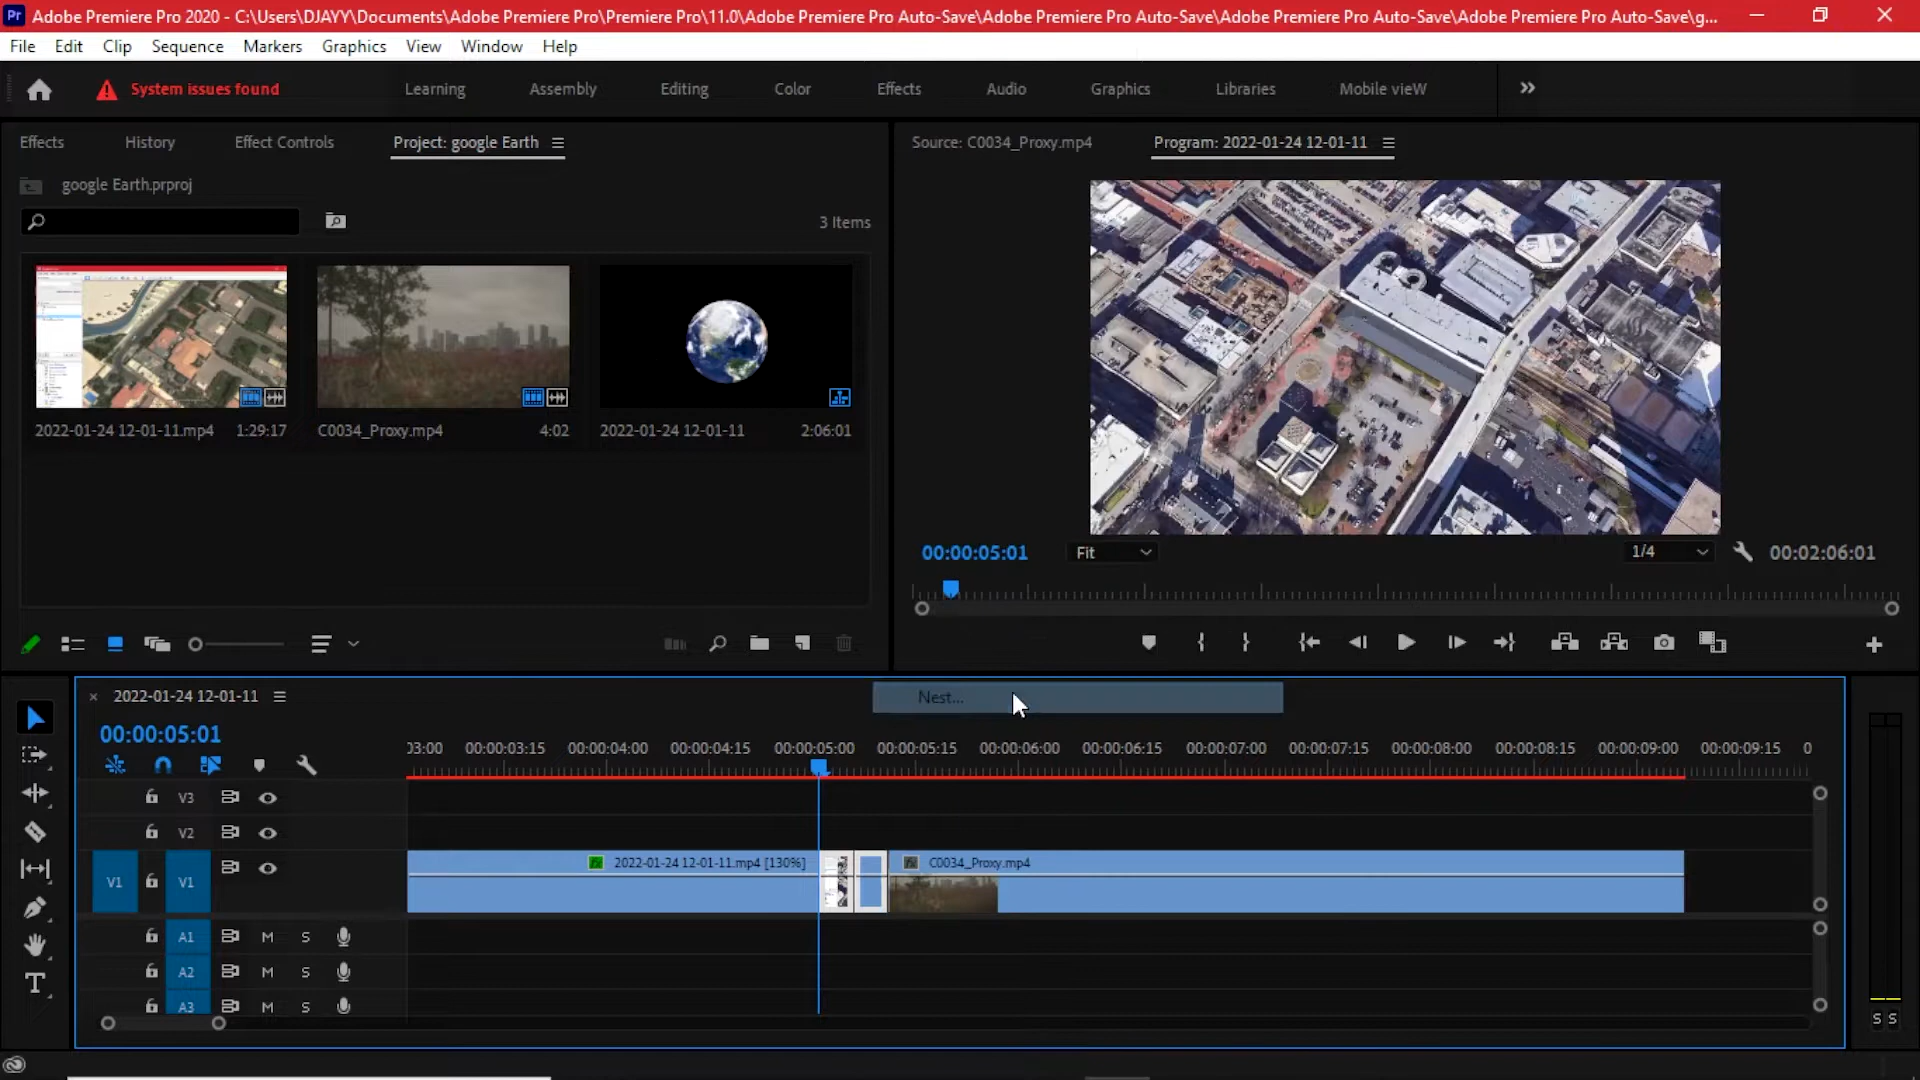 Adobe Premiere Pro 2020 - C:\Users\DJAYY\Documents\Adobe Premiere Pro\Premiere Pro\11.0\Adobe Premiere Pro Auto-Save\Adobe Premiere Pro Auto-Save\Adobe Premiere Pro Auto-Save\Adobe Premiere Pro Auto-Save\g...
File Edit Clip Sequence Markers Graphics View Window Help
System issues found Learning Assembly Editing Color Effects Audio Graphics Libraries Mobile vieW
Effects History Effect Controls Project: google Earth Source: C0034_Proxy.mp4 Program: 2022-01-24 12-01-11
google Earth.prproj
3 Items
2022-01-24 12-01-11.mp4 1:29:17 C0034_Proxy.mp4 4:02 2022-01-24 12-01-11 2:06:01
00:00:05:01 Fit 1/4 00:02:06:01
2022-01-24 12-01-11 Nest...
00:00:05:01
03:00 00:00:03:15 00:00:04:00 00:00:04:15 00:00:05:00 00:00:05:15 00:00:06:00 00:00:06:15 00:00:07:00 00:00:07:15 00:00:08:00 00:00:08:15 00:00:09:00 00:00:09:15 0
V3
V2
2022-01-24 12-01-11.mp4 [130%] C0034_Proxy.mp4
V1 V1
A1 M S
A2 M S
A3 M S
S S